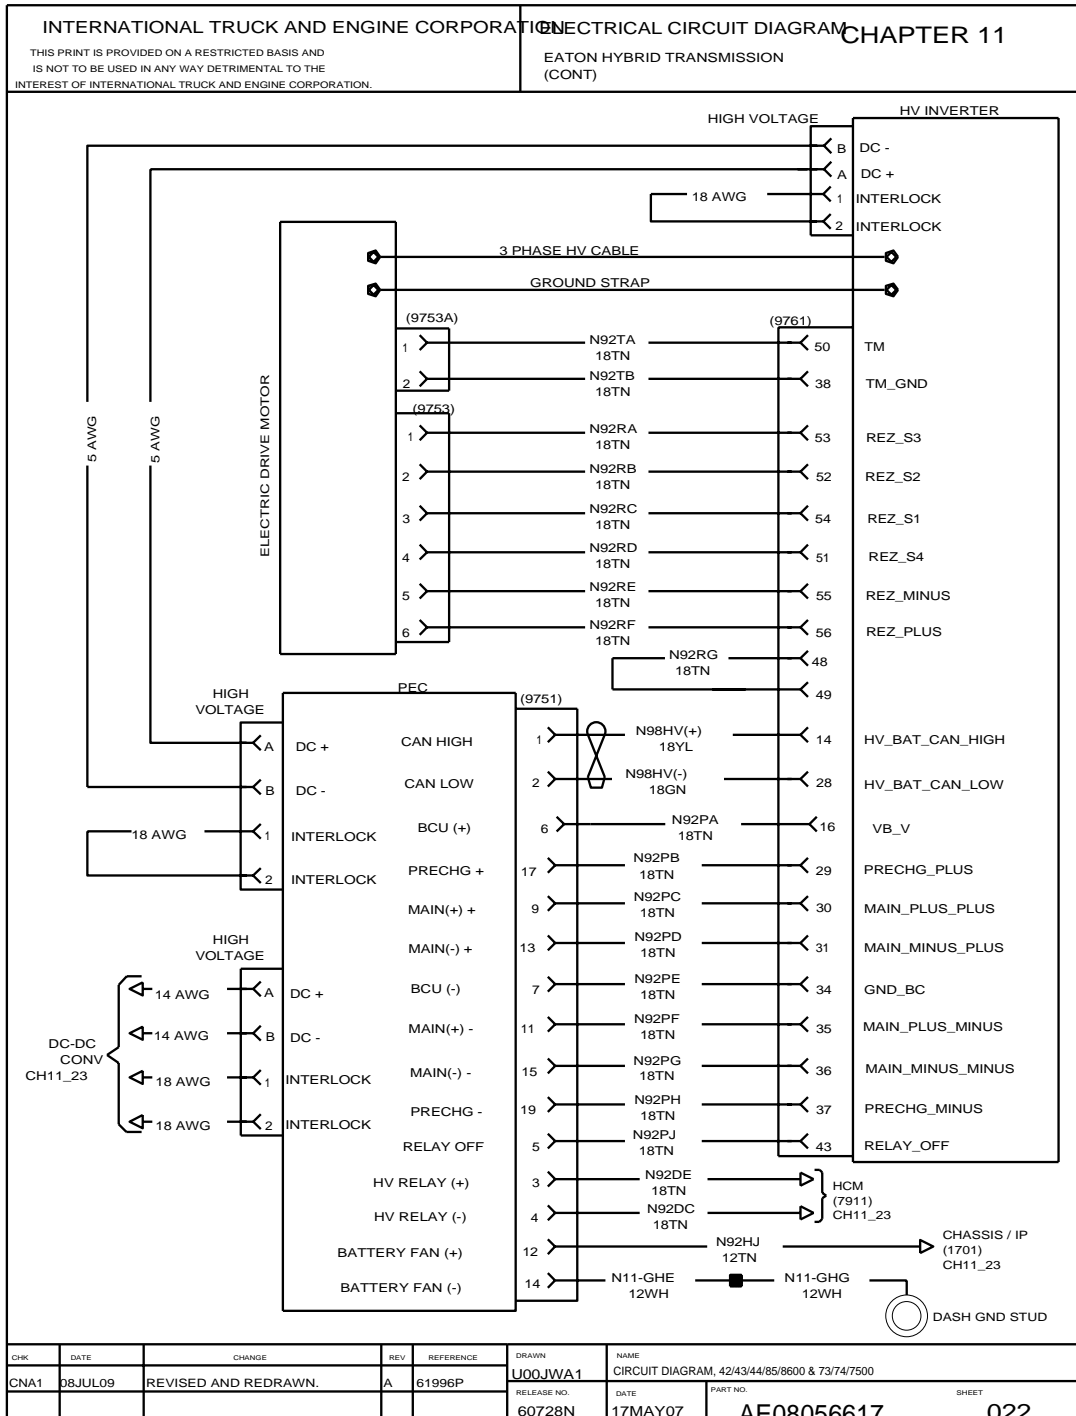 INTERNATIONAL TRUCK AND ENGINE CORPORATION
THIS PRINT IS PROVIDED ON A RESTRICTED BASIS AND
IS NOT TO BE USED IN ANY WAY DETRIMENTAL TO THE
INTEREST OF INTERNATIONAL TRUCK AND ENGINE CORPORATION.
ELECTRICAL CIRCUIT DIAGRAM
EATON HYBRID TRANSMISSION
(CONT)
CHAPTER 11
HIGH VOLTAGE
HV INVERTER
B DC -
A DC +
18 AWG
1 INTERLOCK
2 INTERLOCK
3 PHASE HV CABLE
GROUND STRAP
5 AWG
5 AWG
ELECTRIC DRIVE MOTOR
(9753A)
(9761)
1 N92TA 50 TM
18TN
2 N92TB 38 TM_GND
18TN
(9753)
1 N92RA 53 REZ_S3
18TN
2 N92RB 52 REZ_S2
18TN
3 N92RC 54 REZ_S1
18TN
4 N92RD 51 REZ_S4
18TN
5 N92RE 55 REZ_MINUS
18TN
6 N92RF 56 REZ_PLUS
18TN
N92RG 48
18TN
49
HIGH
VOLTAGE
PEC
(9751)
A DC +
B DC -
18 AWG
1 INTERLOCK
2 INTERLOCK
CAN HIGH 1 N98HV(+) 14 HV_BAT_CAN_HIGH
18YL
CAN LOW 2 N98HV(-) 28 HV_BAT_CAN_LOW
18GN
BCU (+) 6 N92PA 16 VB_V
18TN
PRECHG + 17 N92PB 29 PRECHG_PLUS
18TN
MAIN(+) + 9 N92PC 30 MAIN_PLUS_PLUS
18TN
MAIN(-) + 13 N92PD 31 MAIN_MINUS_PLUS
18TN
BCU (-) 7 N92PE 34 GND_BC
18TN
MAIN(+) - 11 N92PF 35 MAIN_PLUS_MINUS
18TN
MAIN(-) - 15 N92PG 36 MAIN_MINUS_MINUS
18TN
PRECHG - 19 N92PH 37 PRECHG_MINUS
18TN
RELAY OFF 5 N92PJ 43 RELAY_OFF
18TN
HIGH
VOLTAGE
14 AWG A DC +
14 AWG B DC -
DC-DC
CONV
CH11_23
18 AWG 1 INTERLOCK
18 AWG 2 INTERLOCK
HV RELAY (+) 3 N92DE
18TN
HV RELAY (-) 4 N92DC
18TN
HCM
(7911)
CH11_23
BATTERY FAN (+) 12 N92HJ
12TN
CHASSIS / IP
(1701)
CH11_23
BATTERY FAN (-) 14 N11-GHE N11-GHG
12WH 12WH
DASH GND STUD
CHK DATE CHANGE REV REFERENCE
CNA1 08JUL09 REVISED AND REDRAWN. A 61996P
DRAWN
U00JWA1
NAME
CIRCUIT DIAGRAM, 42/43/44/85/8600 & 73/74/7500
RELEASE NO.
60728N
DATE
17MAY07
PART NO.
AE08056617
SHEET
022